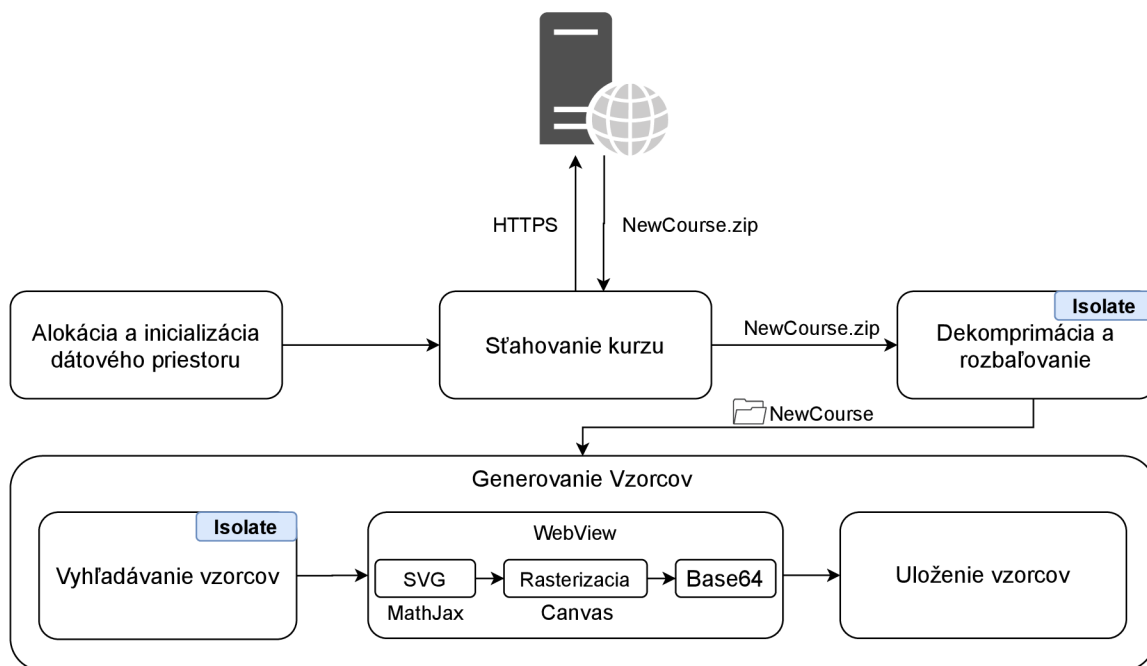 HTTPS
NewCourse.zip
Alokácia a inicializácia
dátového priestoru
Sťahovanie kurzu
NewCourse.zip
Isolate
Dekomprimácia a
rozbaľovanie
NewCourse
Generovanie Vzorcov
Isolate
Vyhľadávanie vzorcov
WebView
SVG
Rasterizacia
Base64
MathJax
Canvas
Uloženie vzorcov